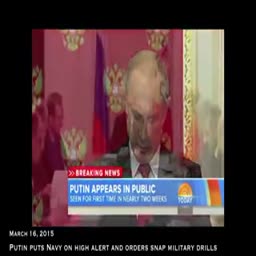 BREAKING NEWS
PUTIN APPEARS IN PUBLIC
SEEN FOR FIRST TIME IN NEARLY TWO WEEKS
TODAY
MARCH 16, 2015
PUTIN PUTS NAVY ON HIGH ALERT AND ORDERS SNAP MILITARY DRILLS